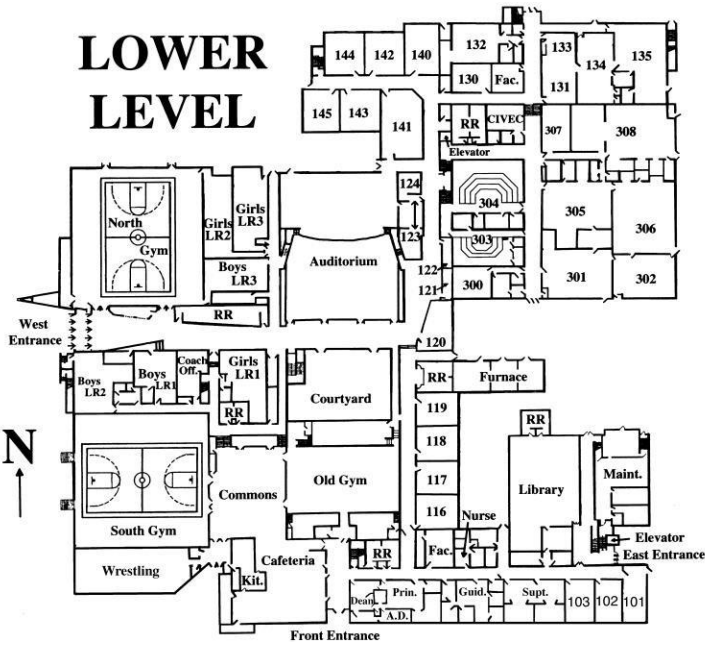 LOWER
LEVEL
144
142
140
132
133
134
135
130
Fac.
131
145
143
141
RR
CIVEC
307
308
Elevator
124
304
305
306
North
Gym
Girls
LR2
Girls
LR3
123
303
Auditorium
Boys
LR3
122
121
300
301
302
RR
West
Entrance
120
Boys
LR2
Boys
LR1
Coach
Off.
Girls
LR1
RR
Furnace
RR
Courtyard
119
N
118
RR
Library
Maint.
South Gym
Commons
Old Gym
117
116
Nurse
Elevator
East Entrance
Wrestling
Cafeteria
Kit.
RR
Fac.
Dean
Prin.
A.D.
Guid.
Supt.
103
102
101
Front Entrance